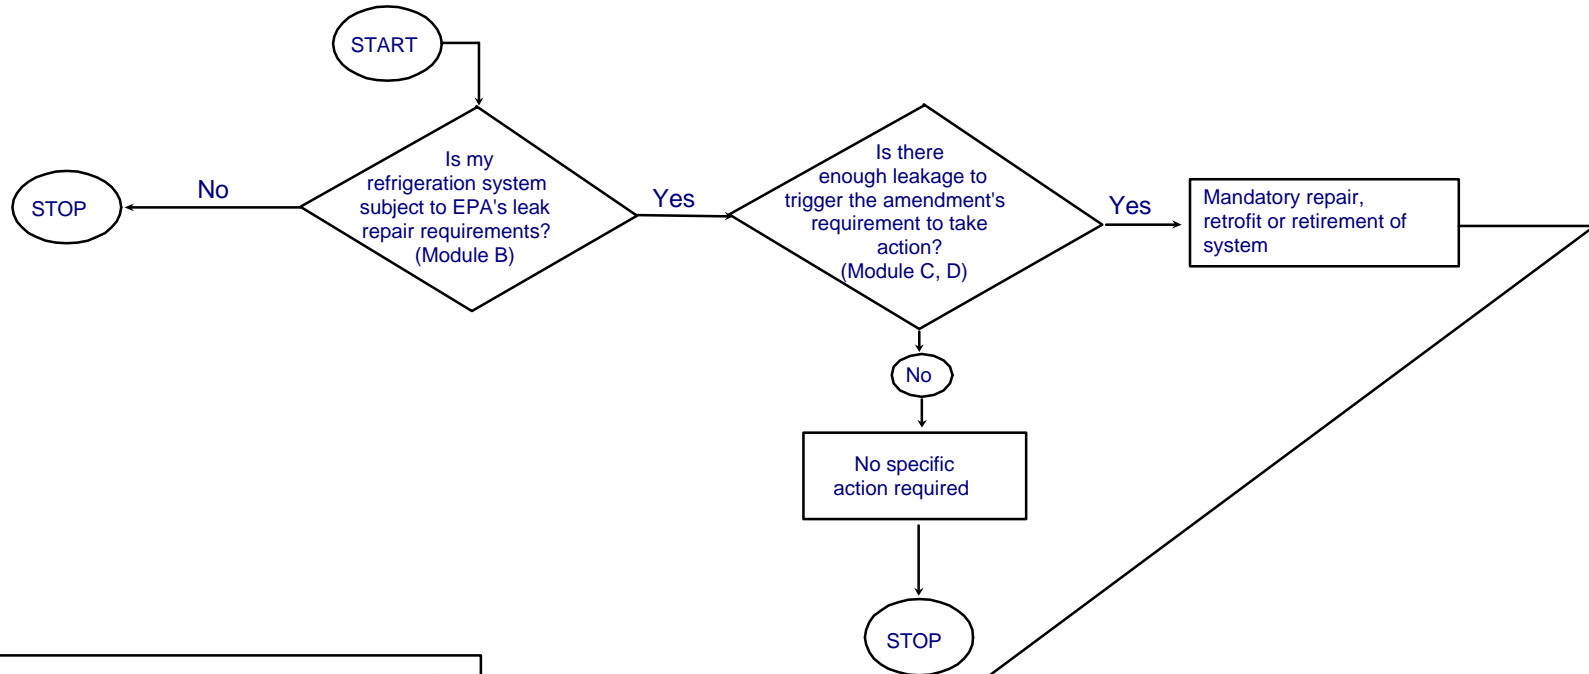 START
Is my
refrigeration system
subject to EPA's leak
repair requirements?
(Module B)
No
STOP
Yes
Is there
enough leakage to
trigger the amendment's
requirement to take
action?
(Module C, D)
Yes
Mandatory repair,
retrofit or retirement of
system
No
No specific
action required
STOP